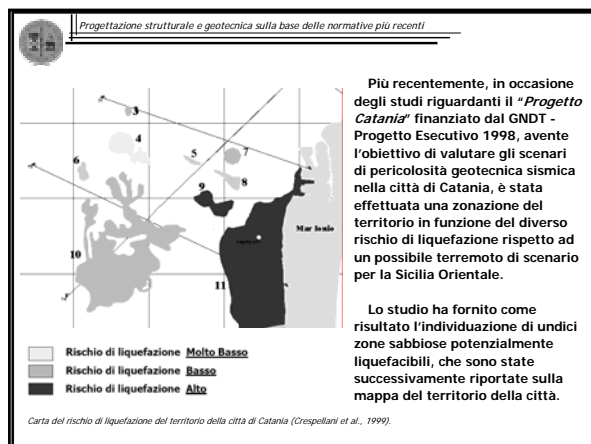 Progettazione strutturale e geotecnica sulla base delle normative più recenti
Più recentemente, in occasione
degli studi riguardanti il "Progetto
Catania" finanziato dal GNDT -
Progetto Esecutivo 1998, avente
l'obiettivo di valutare gli scenari
di pericolosità geotecnica sismica
nella città di Catania, è stata
effettuata una zonazione del
territorio in funzione del diverso
rischio di liquefazione rispetto ad
un possibile terremoto di scenario
per la Sicilia Orientale.
Lo studio ha fornito come
risultato l'individuazione di undici
zone sabbiose potenzialmente
liquefacibili, che sono state
successivamente riportate sulla
mappa del territorio della città.
3
4
5
7
6
8
9
Mar Ionio
10
11
Rischio di liquefazione Molto Basso
Rischio di liquefazione Basso
Rischio di liquefazione Alto
Carta del rischio di liquefazione del territorio della città di Catania (Crespellani et al., 1999).